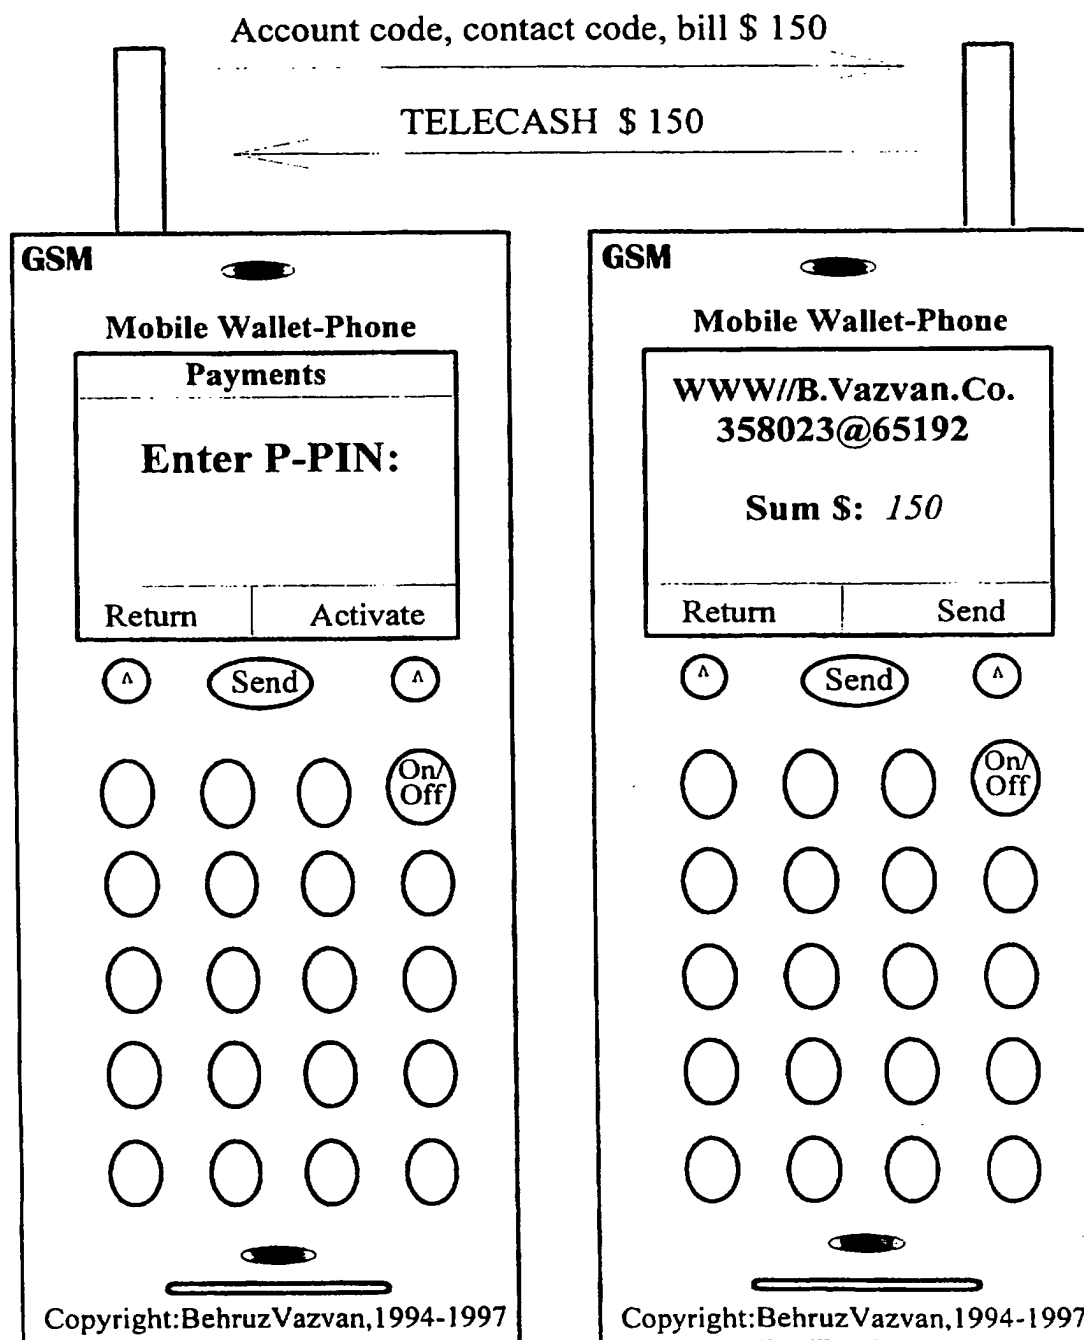 Account code, contact code, bill $ 150
TELECASH $ 150
GSM
Mobile Wallet-Phone
Payments
Enter P-PIN:
Return Activate
^ Send ^
On/
Off
Copyright:BehruzVazvan,1994-1997
GSM
Mobile Wallet-Phone
WWW//B.Vazvan.Co.
358023@65192
Sum $: 150
Return Send
^ Send ^
On/
Off
Copyright:BehruzVazvan,1994-1997